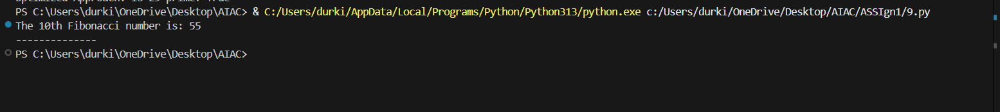 Optimized Approach: Is 29 prime? True
PS C:\Users\durki\OneDrive\Desktop\AIAC> & C:/Users/durki/AppData/Local/Programs/Python/Python313/python.exe c:/Users/durki/OneDrive/Desktop/AIAC/ASSIgn1/9.py
The 10th Fibonacci number is: 55
--------------
PS C:\Users\durki\OneDrive\Desktop\AIAC>